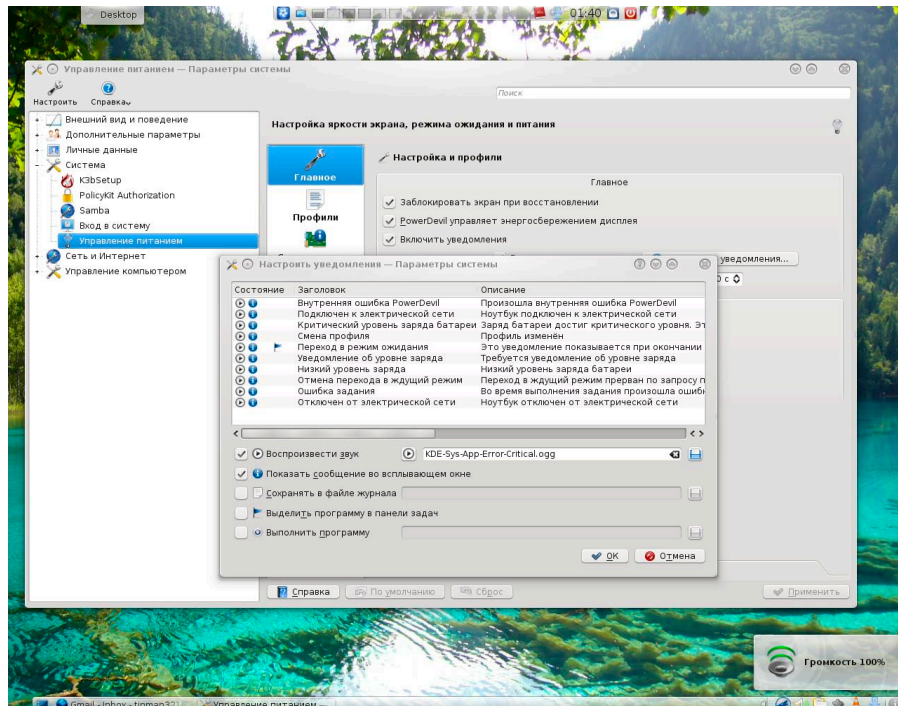 Desktop
01:40
Управление питанием — Параметры системы
Настроить Справка
Поиск
Внешний вид и поведение
Дополнительные параметры
Личные данные
Система
K3bSetup
PolicyKit Authorization
Samba
Вход в систему
Управление питанием
Сеть и Интернет
Управление компьютером
Настройка яркости экрана, режима ожидания и питания
Главное
Профили
Настройка и профили
Главное
Заблокировать экран при восстановлении
PowerDevil управляет энергосбережением дисплея
Включить уведомления
уведомления...
0 с
Настроить уведомления — Параметры системы
Состояние Заголовок Описание
Внутренняя ошибка PowerDevil Произошла внутренняя ошибка PowerDevil
Подключен к электрической сети Ноутбук подключен к электрической сети
Критический уровень заряда батареи Заряд батареи достиг критического уровня. Эт
Смена профиля Профиль изменён
Переход в режим ожидания Это уведомление показывается при окончании
Уведомление об уровне заряда Требуется уведомление об уровне заряда
Низкий уровень заряда Низкий уровень заряда батареи
Отмена перехода в ждущий режим Переход в ждущий режим прерван по запросу п
Ошибка задания Во время выполнения задания произошла ошибк
Отключен от электрической сети Ноутбук отключен от электрической сети
Воспроизвести звук KDE-Sys-App-Error-Critical.ogg
Показать сообщение во всплывающем окне
Сохранять в файле журнала
Выделить программу в панели задач
Выполнить программу
OK Отмена
Справка По умолчанию Сброс Применить
Громкость 100%
Gmail - Inbox - Управление питанием —